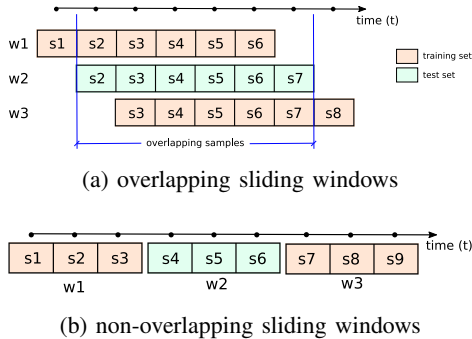 time (t)
w1 s1 s2 s3 s4 s5 s6
training set
w2 s2 s3 s4 s5 s6 s7
test set
w3 s3 s4 s5 s6 s7 s8
overlapping samples
(a) overlapping sliding windows
time (t)
s1 s2 s3 s4 s5 s6 s7 s8 s9
w1 w2 w3
(b) non-overlapping sliding windows